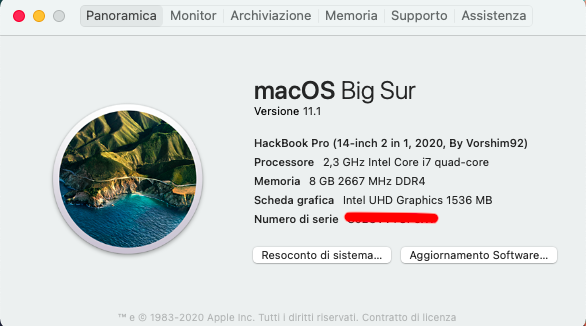 Panoramica Monitor Archiviazione Memoria Supporto Assistenza
macOS Big Sur
Versione 11.1
HackBook Pro (14-inch 2 in 1, 2020, By Vorshim92)
Processore 2,3 GHz Intel Core i7 quad-core
Memoria 8 GB 2667 MHz DDR4
Scheda grafica Intel UHD Graphics 1536 MB
Numero di serie
Resoconto di sistema... Aggiornamento Software...
™ e © 1983-2020 Apple Inc. Tutti i diritti riservati. Contratto di licenza